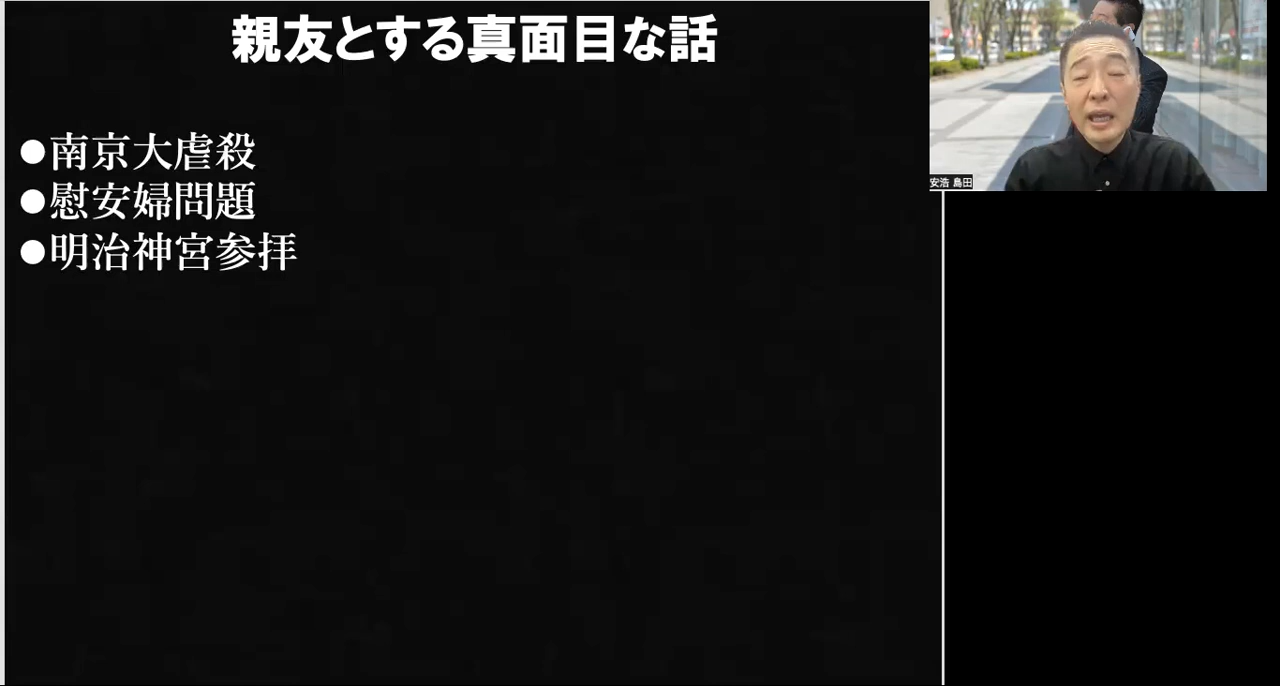 親友とする真面目な話
●南京大虐殺
●慰安婦問題
●明治神宮参拝
安浩 島田